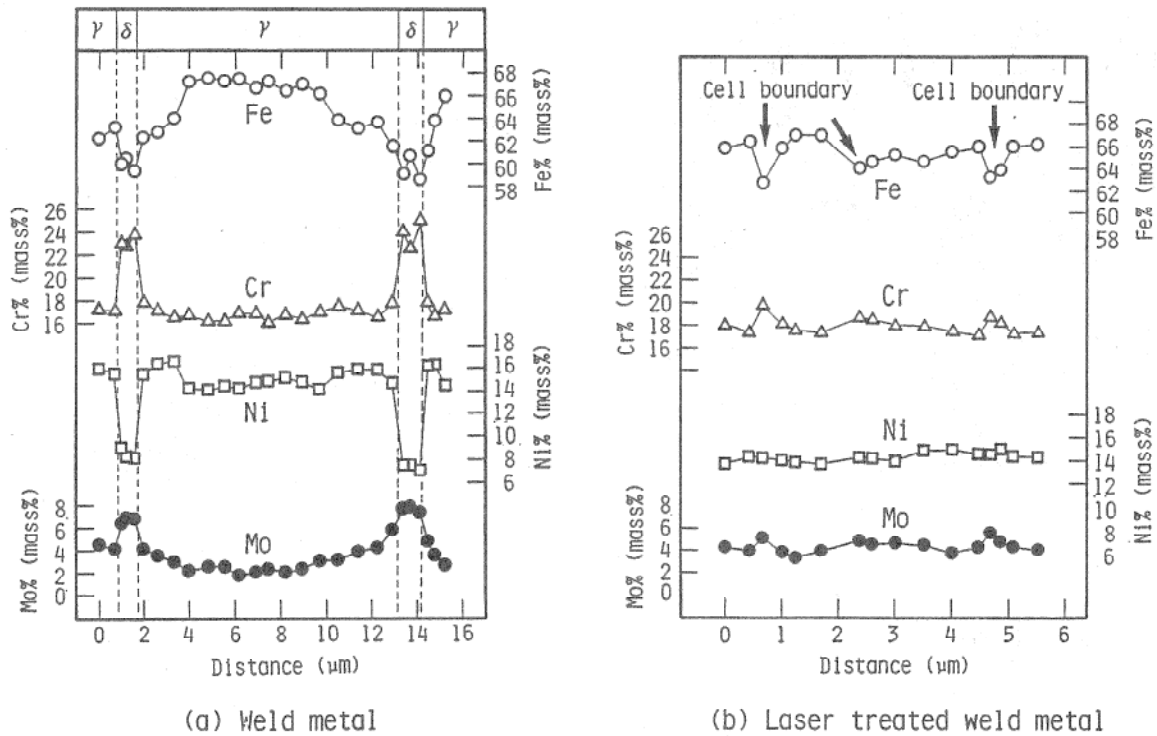 γ δ γ δ γ
Fe
68
66
64
62
60
58
Fe% (mass%)
26
24
22
20
18
16
Cr% (mass%)
Cr
18
16
14
12
10
8
6
Ni% (mass%)
Ni
8
6
4
2
0
Mo% (mass%)
Mo
0 2 4 6 8 10 12 14 16
Distance (μm)
(a) Weld metal
Cell boundary
Cell boundary
Fe
68
66
64
62
60
58
Fe% (mass%)
26
24
22
20
18
16
Cr% (mass%)
Cr
18
16
14
12
10
8
6
Ni% (mass%)
Ni
8
6
4
2
0
Mo% (mass%)
Mo
0 1 2 3 4 5 6
Distance (μm)
(b) Laser treated weld metal